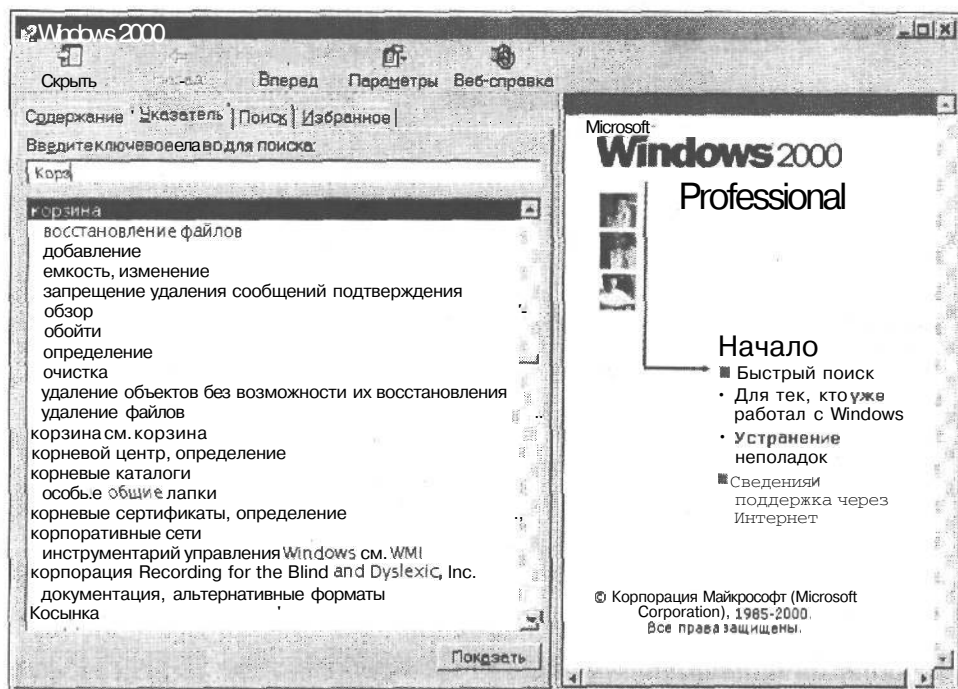 Windows 2000
Скрыть
Вперед Параметры Веб-справка
Содержание Указатель Поиск Избранное
Введите ключевое слаово для поиска:
Корз
корзина
восстановление файлов
добавление
емкость, изменение
запрещение удаления сообщений подтверждения
обзор
обойти
определение
очистка
удаление объектов без возможности их восстановления
удаление файлов
корзина см. корзина
корневой центр, определение
корневые каталоги
особь.е общие лапки
корневые сертификаты, определение
корпоративные сети
инструментарий управления Windows см. WMI
корпорация Recording for the Blind and Dyslexic, Inc.
документация, альтернативные форматы
Косынка
Показать
Microsoft
Windows 2000
Professional
Начало
Быстрый поиск
Для тек, кто уже
работал с Windows
Устранение
неполадок
Сведения и
поддержка через
Интернет
© Корпорация Майкрософт (Microsoft
Corporation), 1985-2000.
Все права защищены.